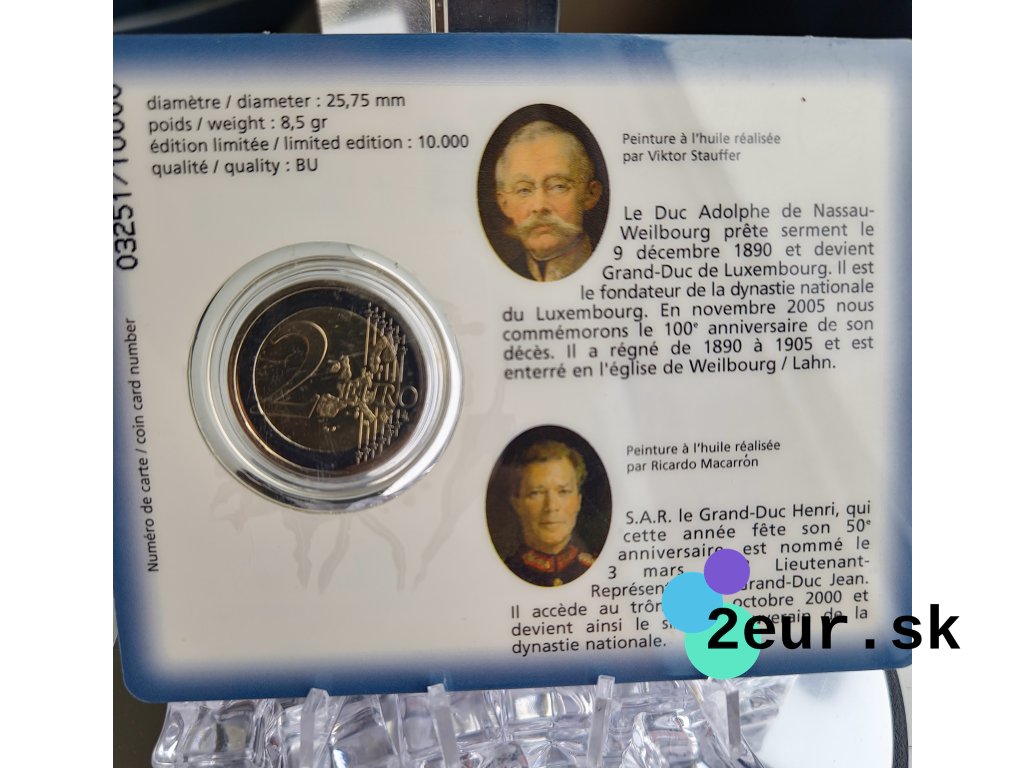 diamètre / diameter : 25,75 mm
poids / weight : 8,5 gr
édition limitée / limited edition : 10.000
qualité / quality : BU
Numéro de carte / coin card number
2 EURO
Peinture à l'huile réalisée
par Viktor Stauffer
Le Duc Adolphe de Nassau-
Weilbourg prête serment le
9 décembre 1890 et devient
Grand-Duc de Luxembourg. Il est
le fondateur de la dynastie nationale
du Luxembourg. En novembre 2005 nous
commémorons le 100e anniversaire de son
décès. Il a régné de 1890 à 1905 et est
enterré en l'église de Weilbourg / Lahn.
Peinture à l'huile réalisée
par Ricardo Macarrón
S.A.R. le Grand-Duc Henri, qui
cette année fête son 50e
anniversaire, est nommé le
3 mars Lieutenant-
Grand-Duc Jean.
Il accède au octobre 2000 et
devient ainsi le de la
dynastie nationale.
2eur.sk